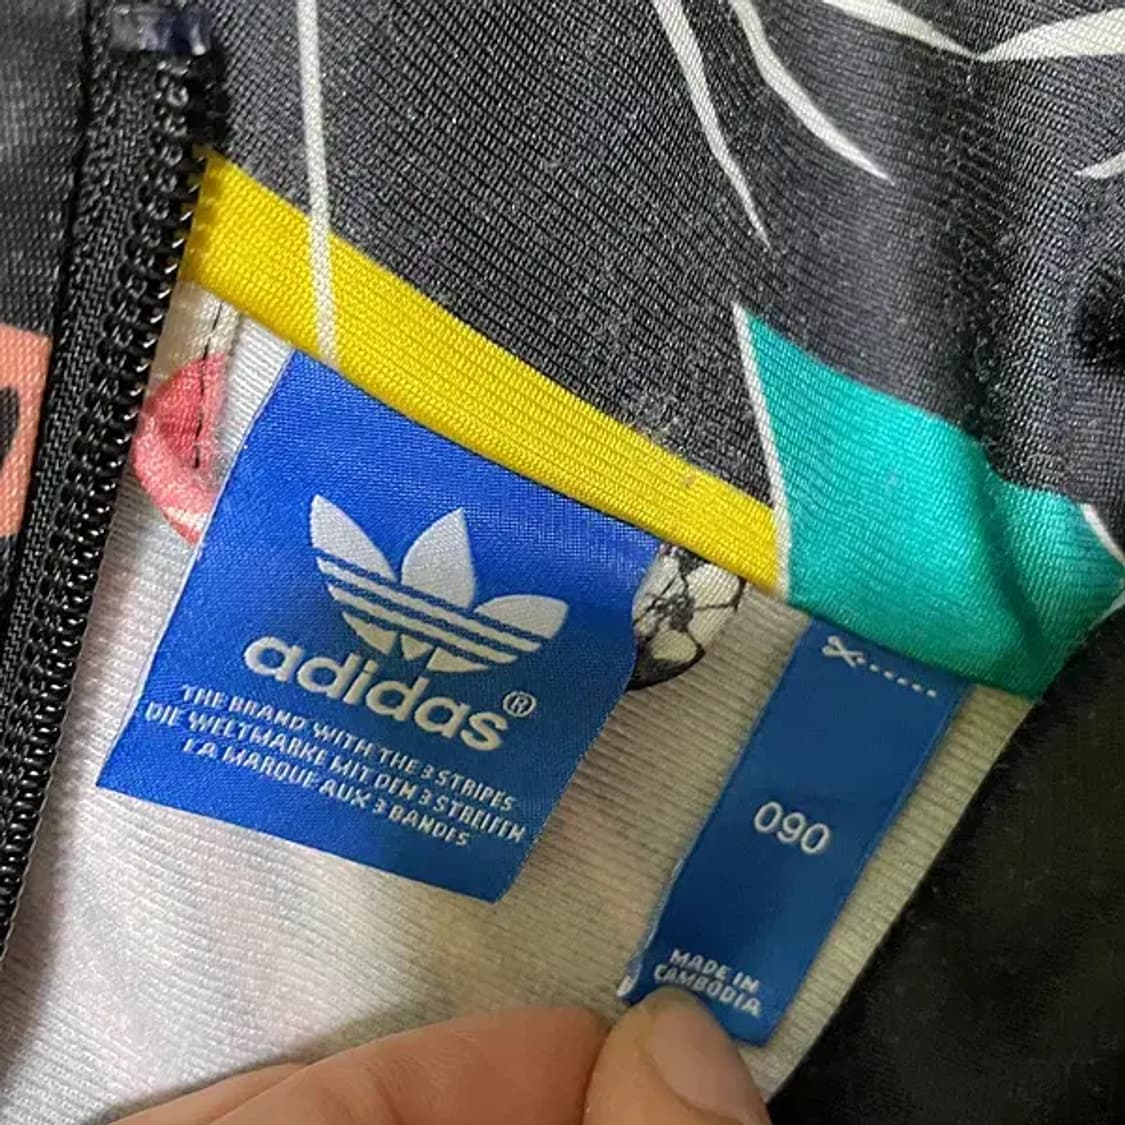 adidas®
THE BRAND WITH THE 3 STRIPES
DIE WELTMARKE MIT DEM 3 STREIFEN
LA MARQUE AUX 3 BANDES
090
MADE IN
CAMBODIA